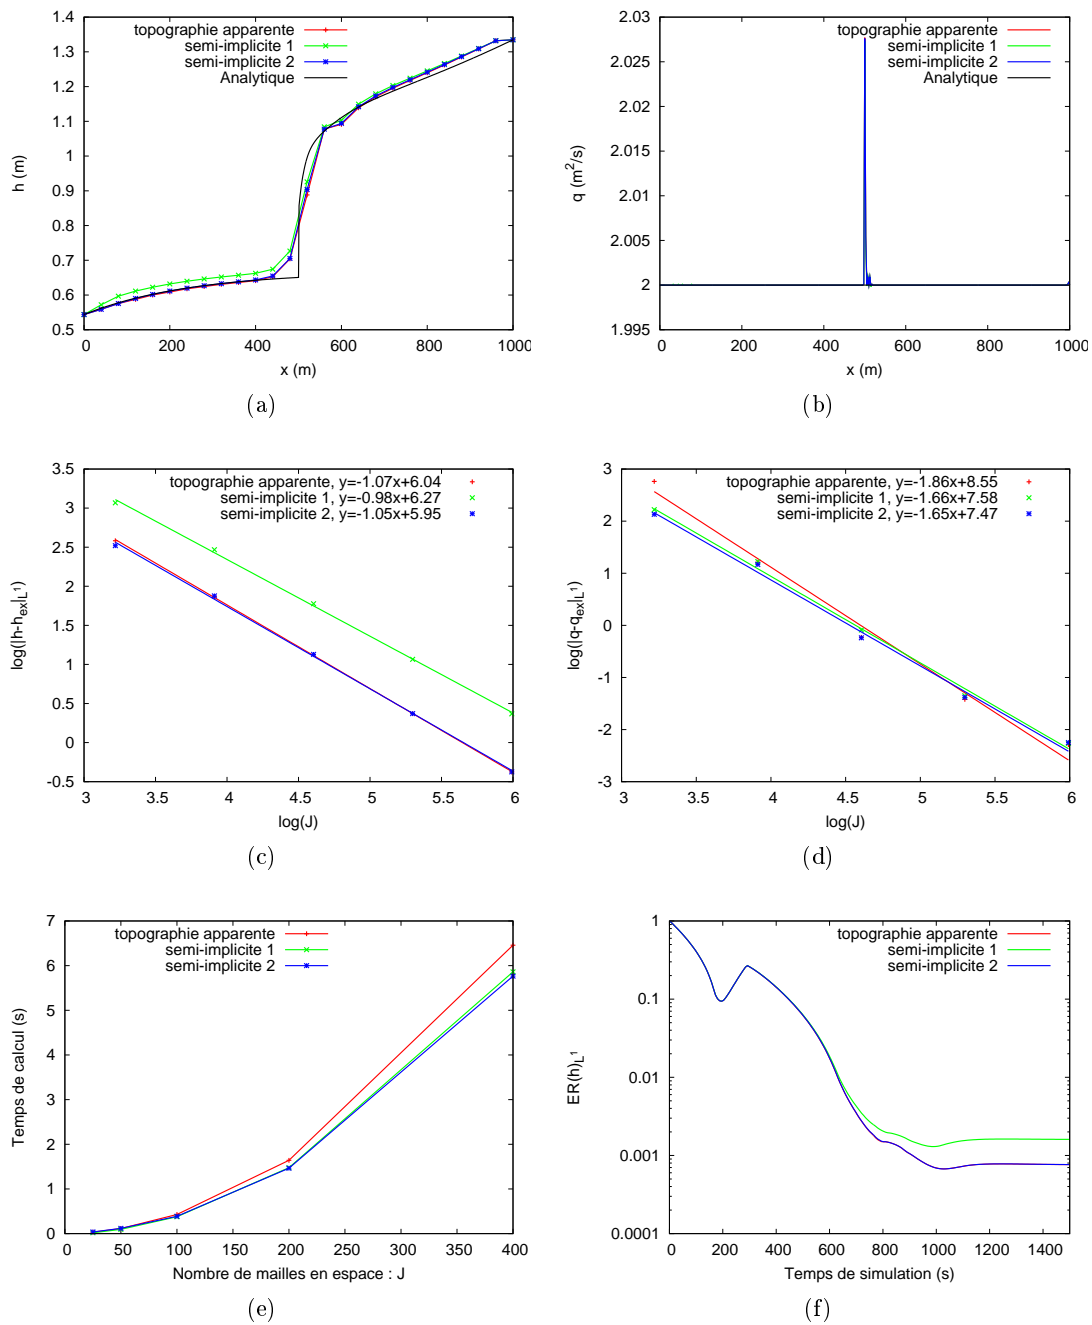 topographie apparente
semi-implicite 1
semi-implicite 2
Analytique
h (m)
1.4
1.3
1.2
1.1
1
0.9
0.8
0.7
0.6
0.5
0
200
400
600
800
1000
x (m)
(a)
topographie apparente
semi-implicite 1
semi-implicite 2
Analytique
q (m²/s)
2.03
2.025
2.02
2.015
2.01
2.005
2
1.995
0
200
400
600
800
1000
x (m)
(b)
topographie apparente, y=-1.07x+6.04
semi-implicite 1, y=-0.98x+6.27
semi-implicite 2, y=-1.05x+5.95
log(|h-hex|L¹)
3.5
3
2.5
2
1.5
1
0.5
0
-0.5
3
3.5
4
4.5
5
5.5
6
log(J)
(c)
topographie apparente, y=-1.86x+8.55
semi-implicite 1, y=-1.66x+7.58
semi-implicite 2, y=-1.65x+7.47
log(|q-qex|L¹)
3
2
1
0
-1
-2
-3
3
3.5
4
4.5
5
5.5
6
log(J)
(d)
topographie apparente
semi-implicite 1
semi-implicite 2
Temps de calcul (s)
7
6
5
4
3
2
1
0
0
50
100
150
200
250
300
350
400
Nombre de mailles en espace : J
(e)
topographie apparente
semi-implicite 1
semi-implicite 2
ER(h)L¹
1
0.1
0.01
0.001
0.0001
0
200
400
600
800
1000
1200
1400
Temps de simulation (s)
(f)